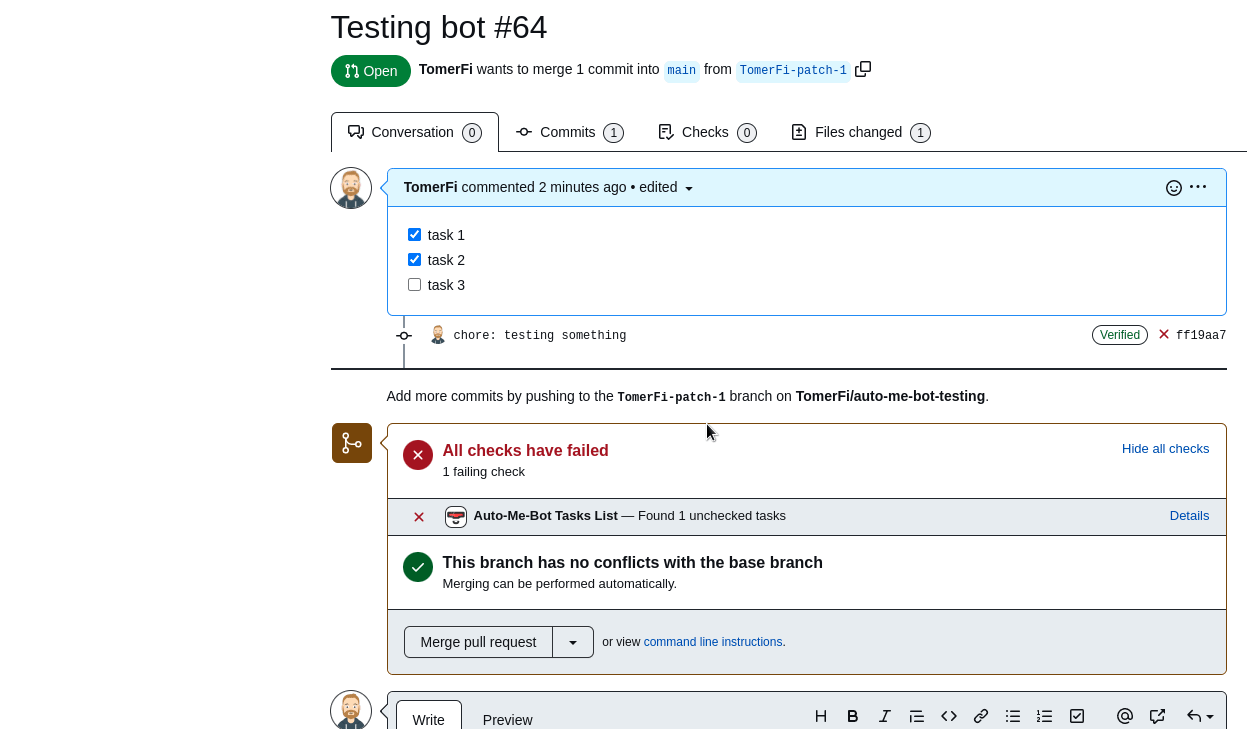 Testing bot #64
Open TomerFi wants to merge 1 commit into main from TomerFi-patch-1
Conversation 0 Commits 1 Checks 0 Files changed 1
TomerFi commented 2 minutes ago • edited
task 1
task 2
task 3
chore: testing something Verified ff19aa7
Add more commits by pushing to the TomerFi-patch-1 branch on TomerFi/auto-me-bot-testing.
All checks have failed Hide all checks
1 failing check
Auto-Me-Bot Tasks List — Found 1 unchecked tasks Details
This branch has no conflicts with the base branch
Merging can be performed automatically.
Merge pull request or view command line instructions.
Write Preview